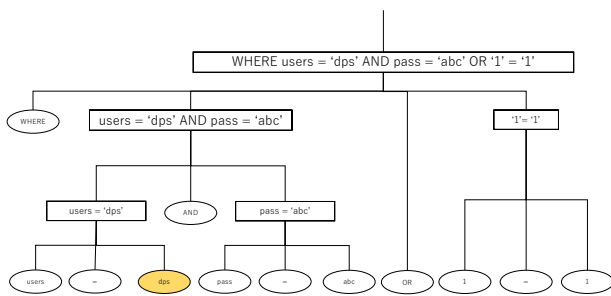 WHERE users = ‘dps’ AND pass = ‘abc’ OR ‘1’ = ‘1’
WHERE
users = ‘dps’ AND pass = ‘abc’
‘1’= ‘1’
users = ‘dps’
AND
pass = ‘abc’
users
=
dps
pass
=
abc
OR
1
=
1